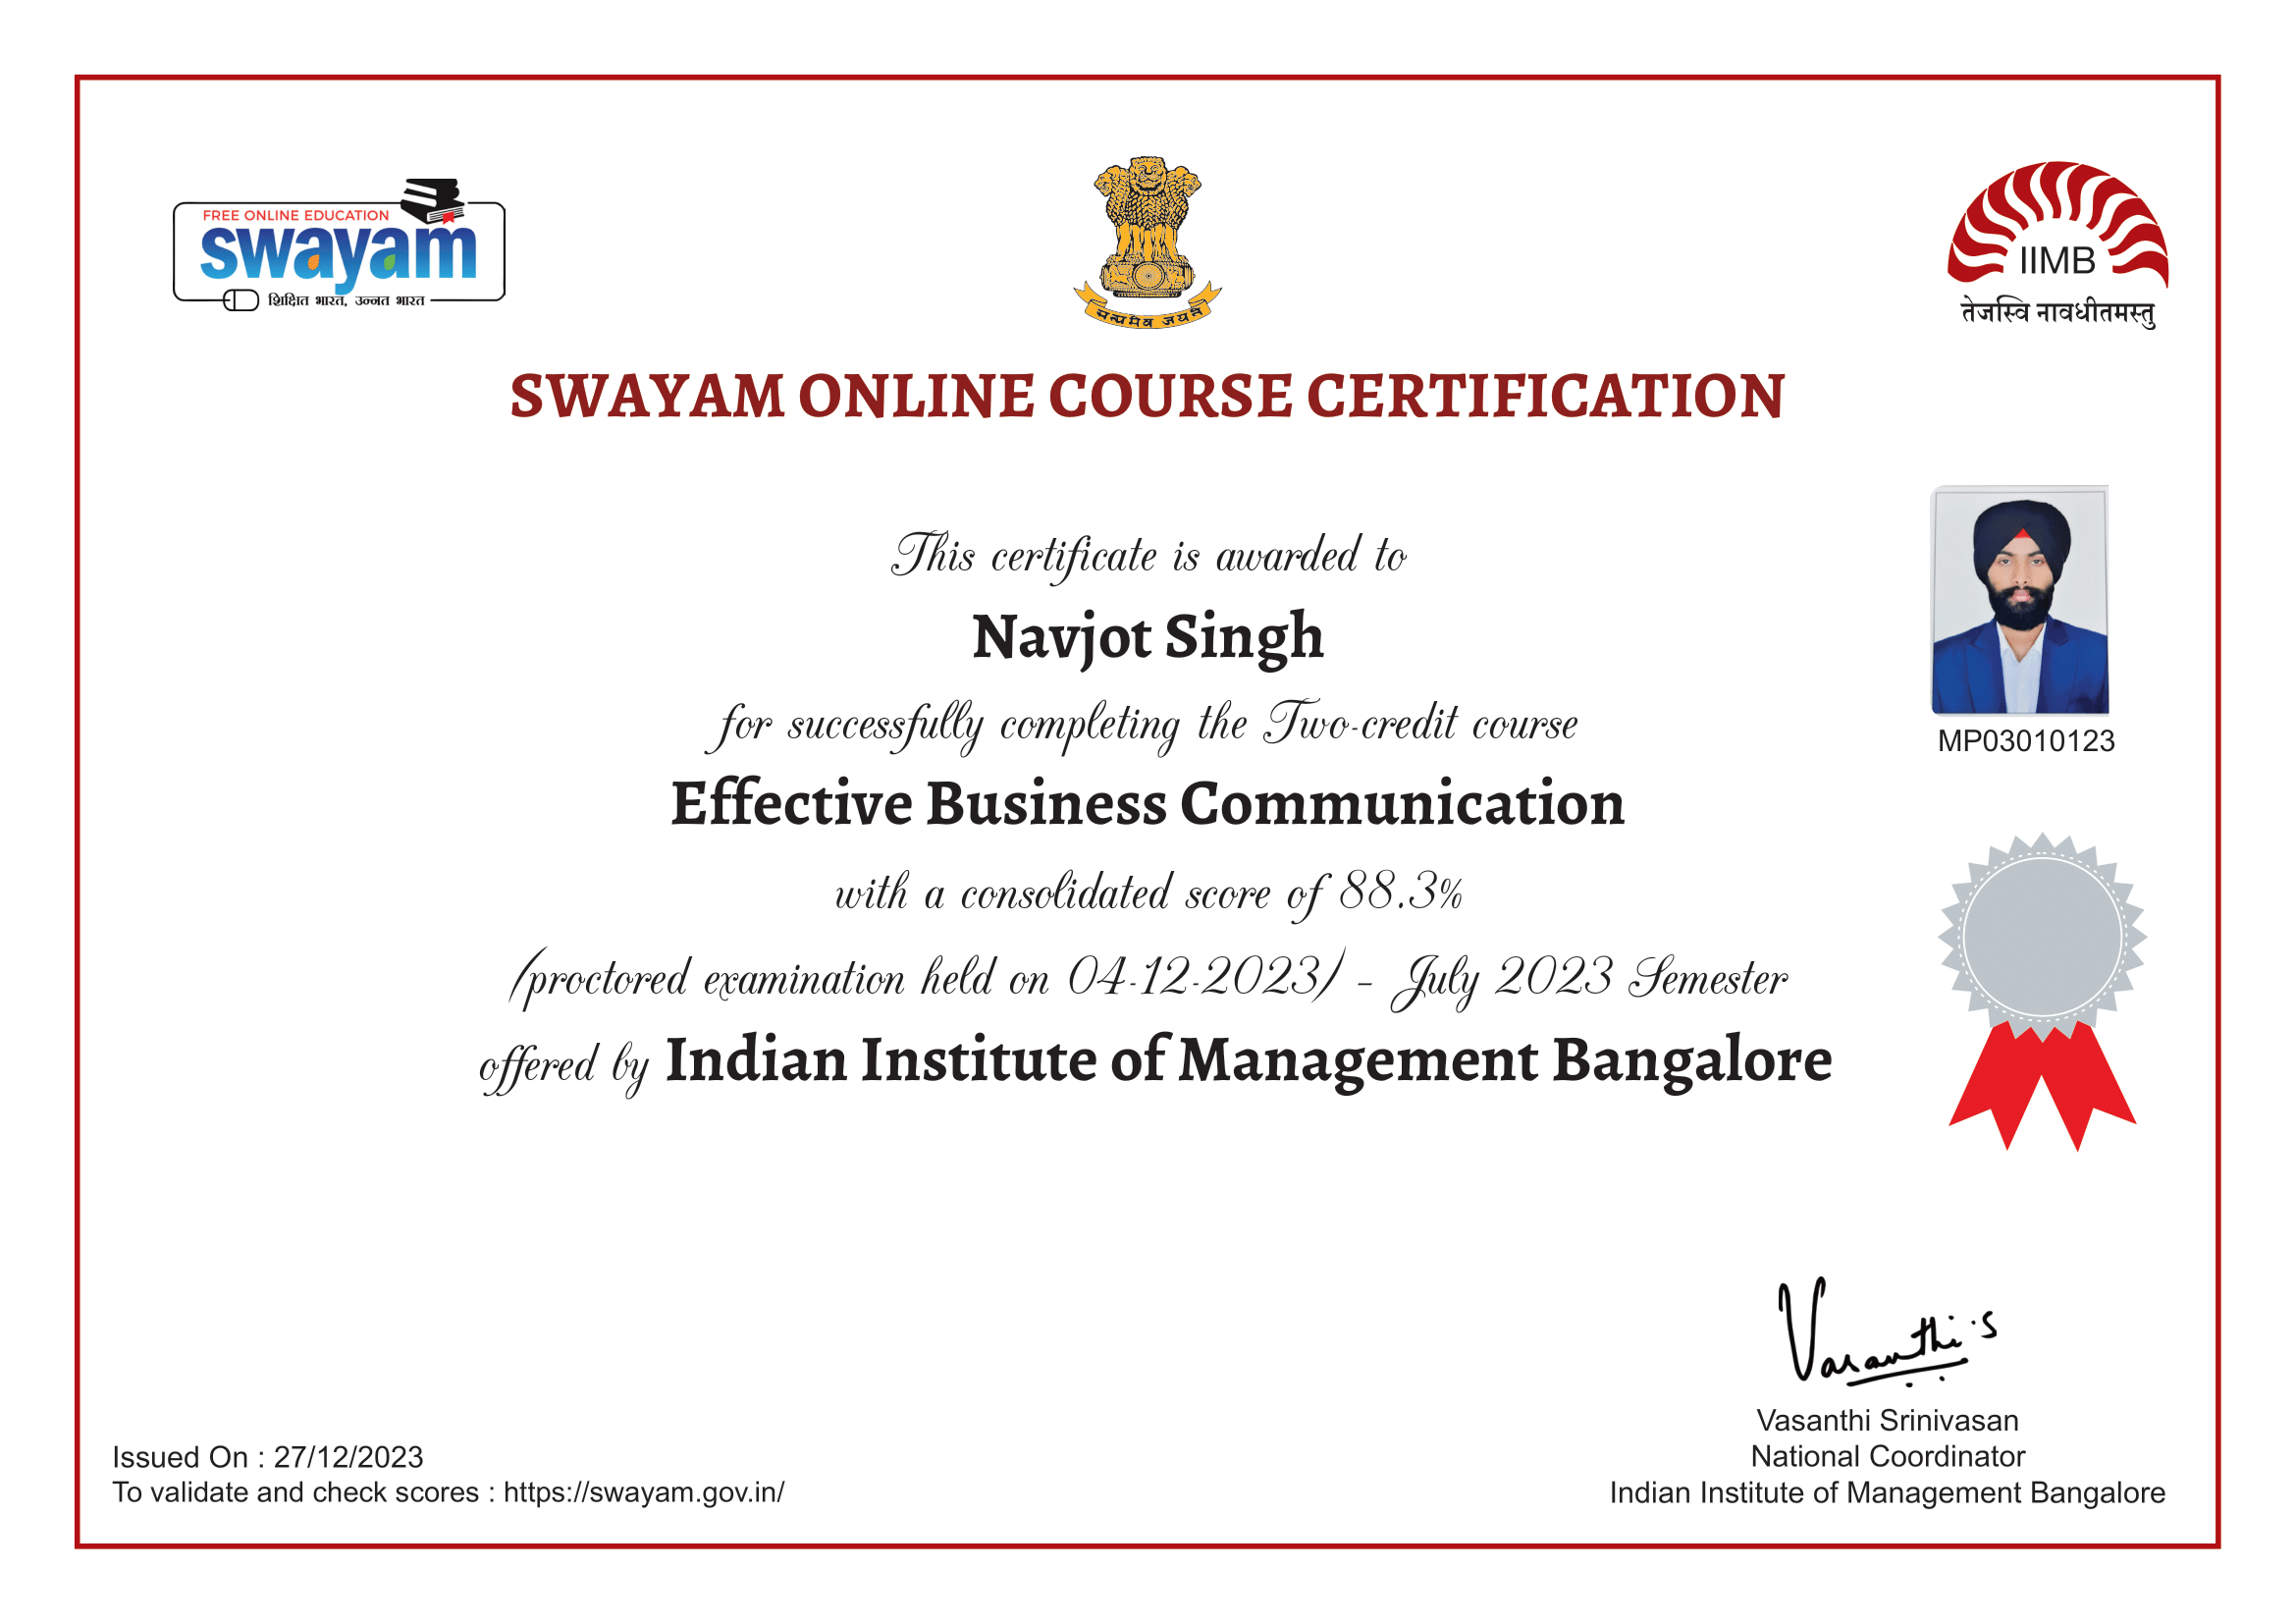 FREE ONLINE EDUCATION
swayam
शिक्षित भारत, उन्नत भारत
सत्यमेव जयते
IIMB
तेजस्वि नावधीतमस्तु
SWAYAM ONLINE COURSE CERTIFICATION
This certificate is awarded to
Navjot Singh
for successfully completing the Two-credit course
Effective Business Communication
with a consolidated score of 88.3%
(proctored examination held on 04-12-2023) - July 2023 Semester
offered by Indian Institute of Management Bangalore
MP03010123
Vasanthi S
Vasanthi Srinivasan
National Coordinator
Indian Institute of Management Bangalore
Issued On : 27/12/2023
To validate and check scores : https://swayam.gov.in/